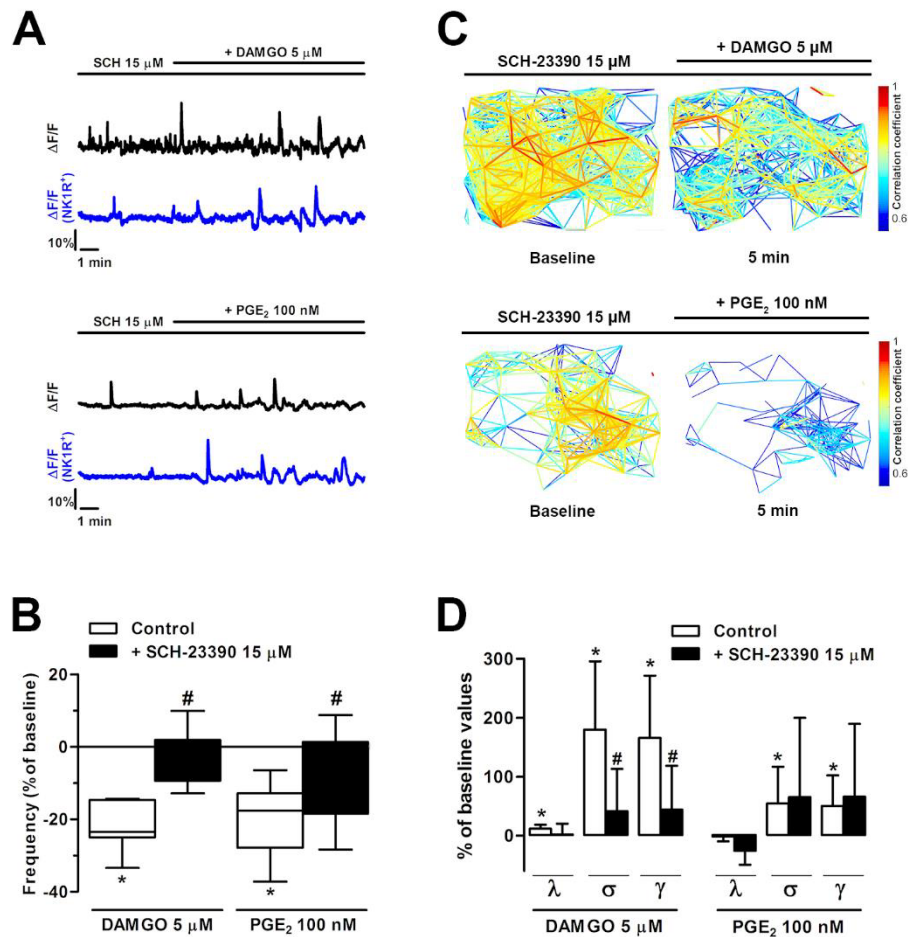 A
+ DAMGO 5 μM
SCH 15 μM
ΔF/F
ΔF/F
(NK1R+)
10%
1 min
+ PGE₂ 100 nM
SCH 15 μM
ΔF/F
ΔF/F
(NK1R+)
10%
1 min
C
SCH-23390 15 μM
+ DAMGO 5 μM
1
Correlation coefficient
0.6
Baseline
5 min
SCH-23390 15 μM
+ PGE₂ 100 nM
1
Correlation coefficient
0.6
Baseline
5 min
B
Control
+ SCH-23390 15 μM
Frequency (% of baseline)
20
0
-20
-40
*
#
*
#
DAMGO 5 μM
PGE₂ 100 nM
D
Control
+ SCH-23390 15 μM
% of baseline values
300
200
100
0
*
*
#
*
#
*
*
λ σ γ λ σ γ
DAMGO 5 μM
PGE₂ 100 nM